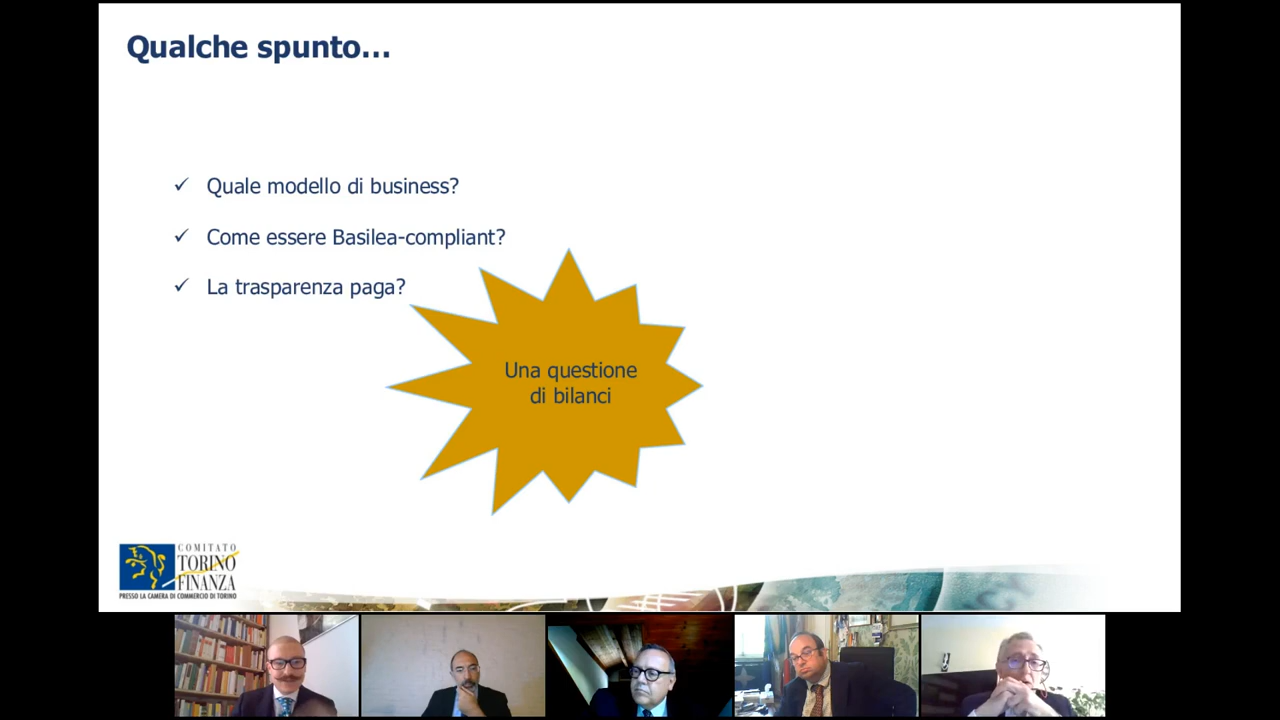 Qualche spunto...
✓ Quale modello di business?
✓ Come essere Basilea-compliant?
✓ La trasparenza paga?
Una questione
di bilanci
COMITATO
TORINO
FINANZA
PRESSO LA CAMERA DI COMMERCIO DI TORINO